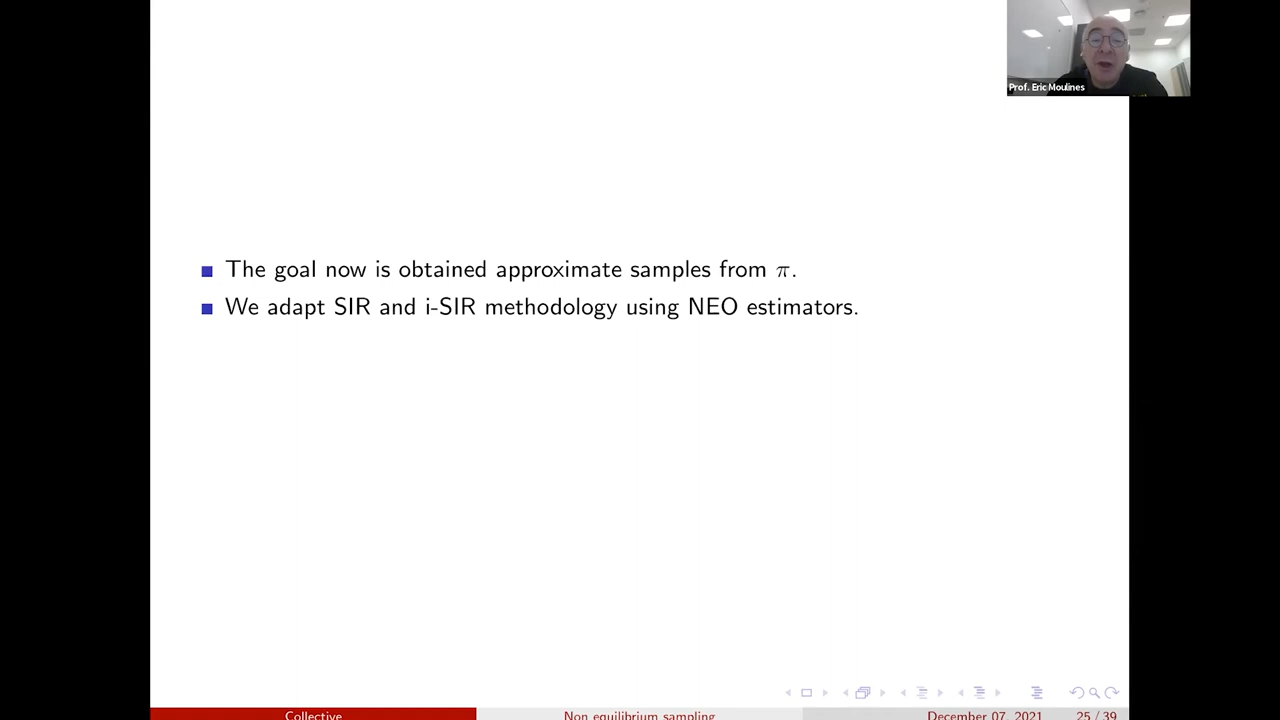 Prof. Eric Moulines
The goal now is obtained approximate samples from π.
We adapt SIR and i-SIR methodology using NEO estimators.
Collective
Non equilibrium sampling
December 07, 2021
25 / 39